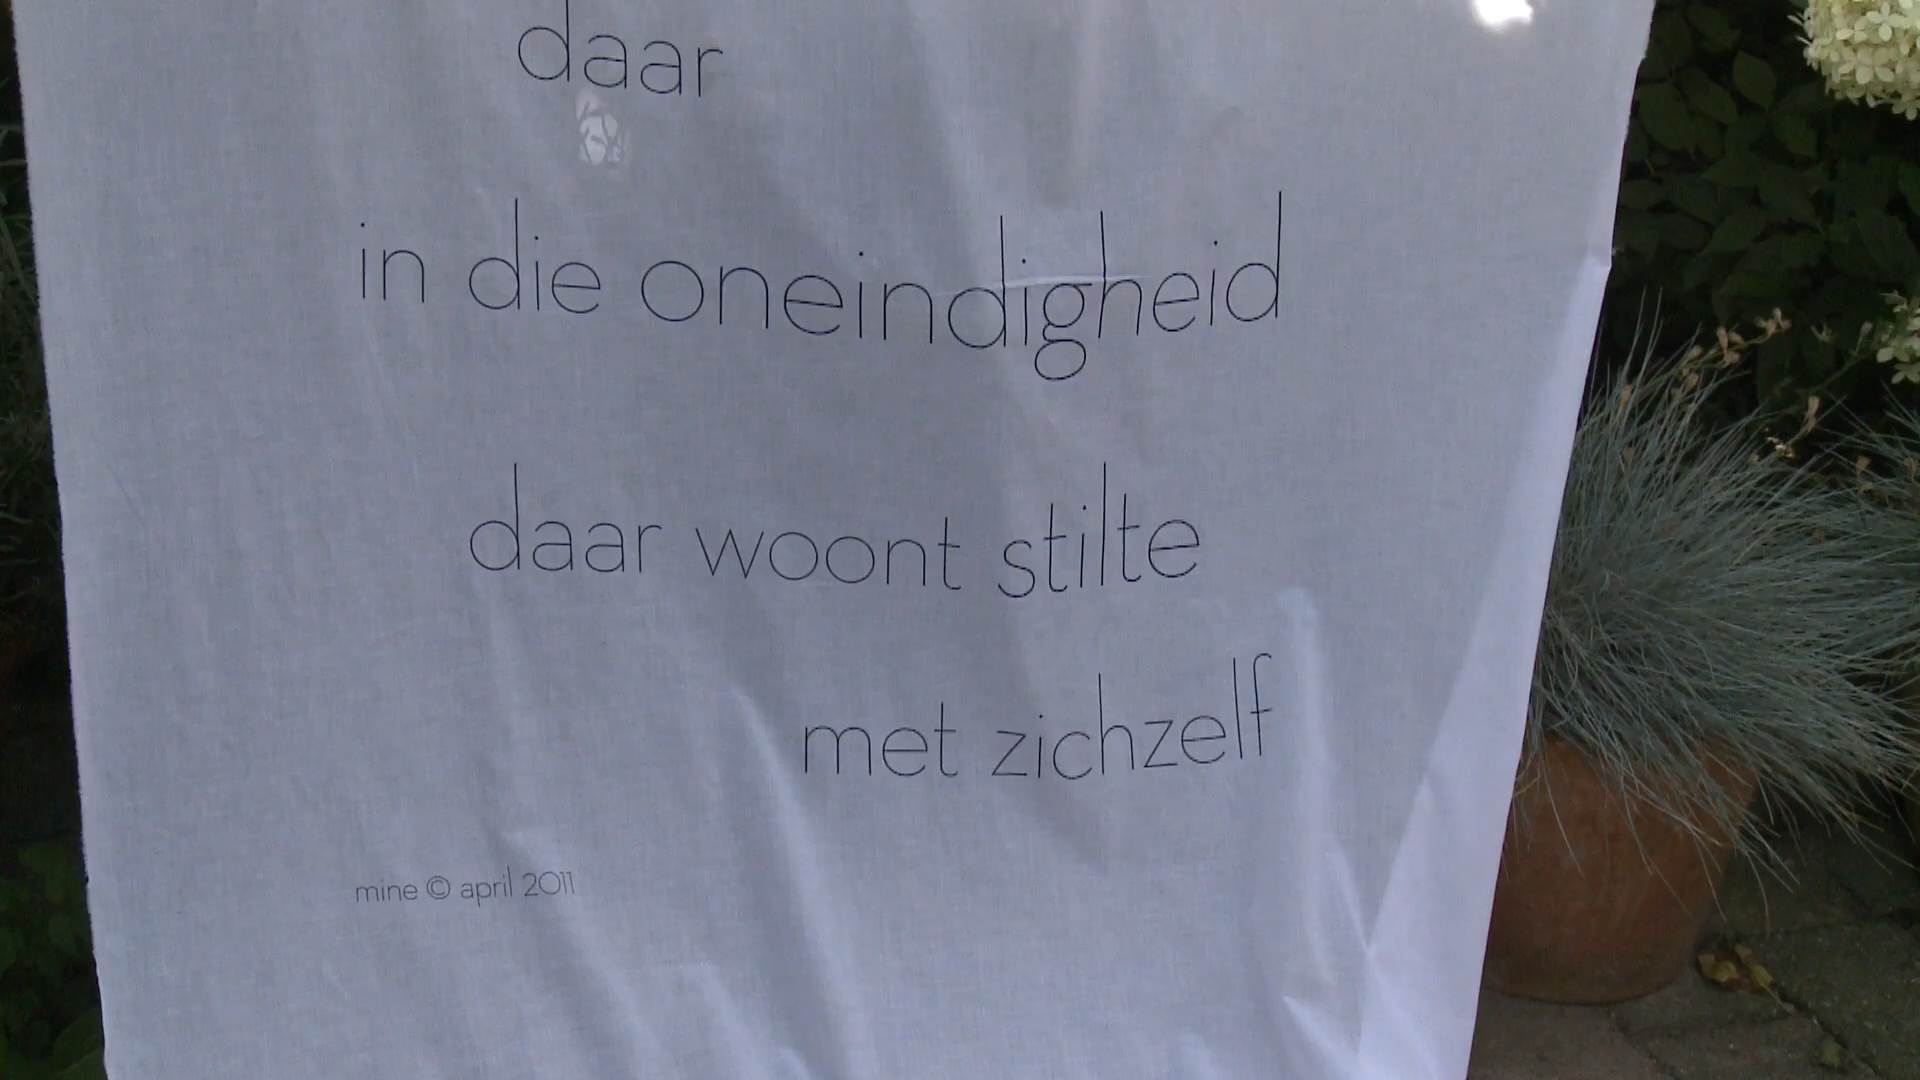 daar
in die oneindigheid
daar woont stilte
met zichzelf
mine © april 2011